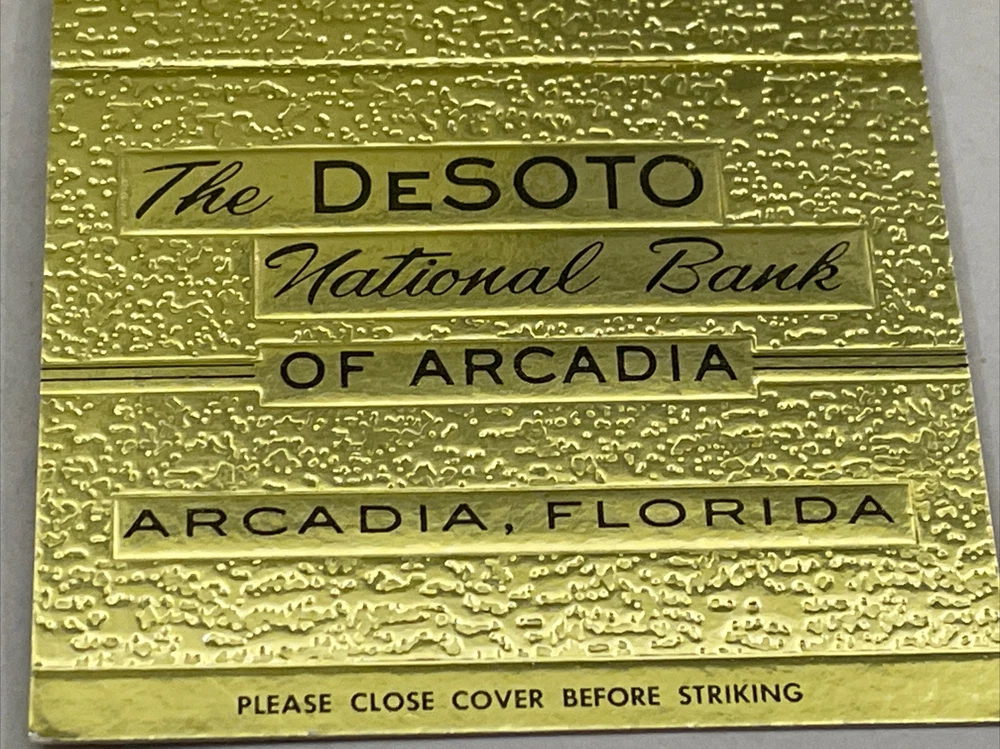 The DESOTO
National Bank
OF ARCADIA
ARCADIA, FLORIDA
PLEASE CLOSE COVER BEFORE STRIKING